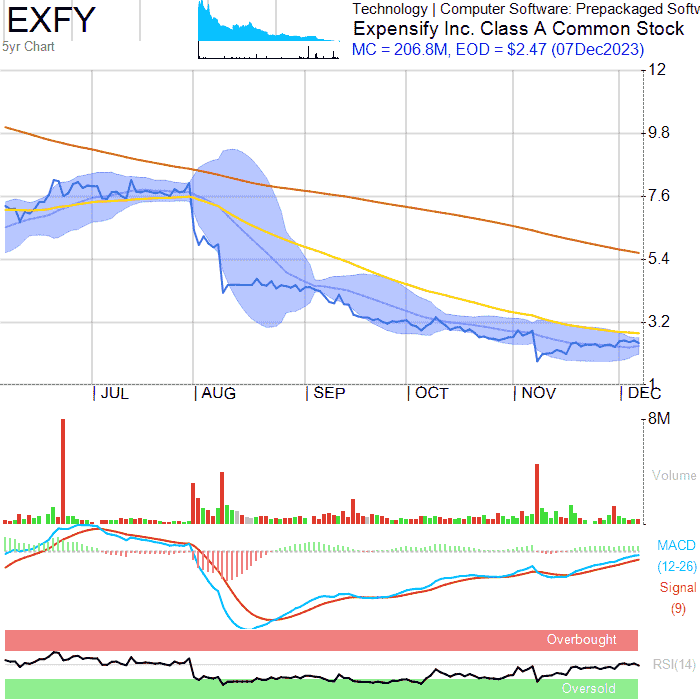 EXFY
5yr Chart
Technology | Computer Software: Prepackaged Softw
Expensify Inc. Class A Common Stock
MC = 206.8M, EOD = $2.47 (07Dec2023)
12
9.8
7.6
5.4
3.2
1
JUL AUG SEP OCT NOV DEC
8M
Volume
MACD
(12-26)
Signal
(9)
Overbought
RSI(14)
Oversold